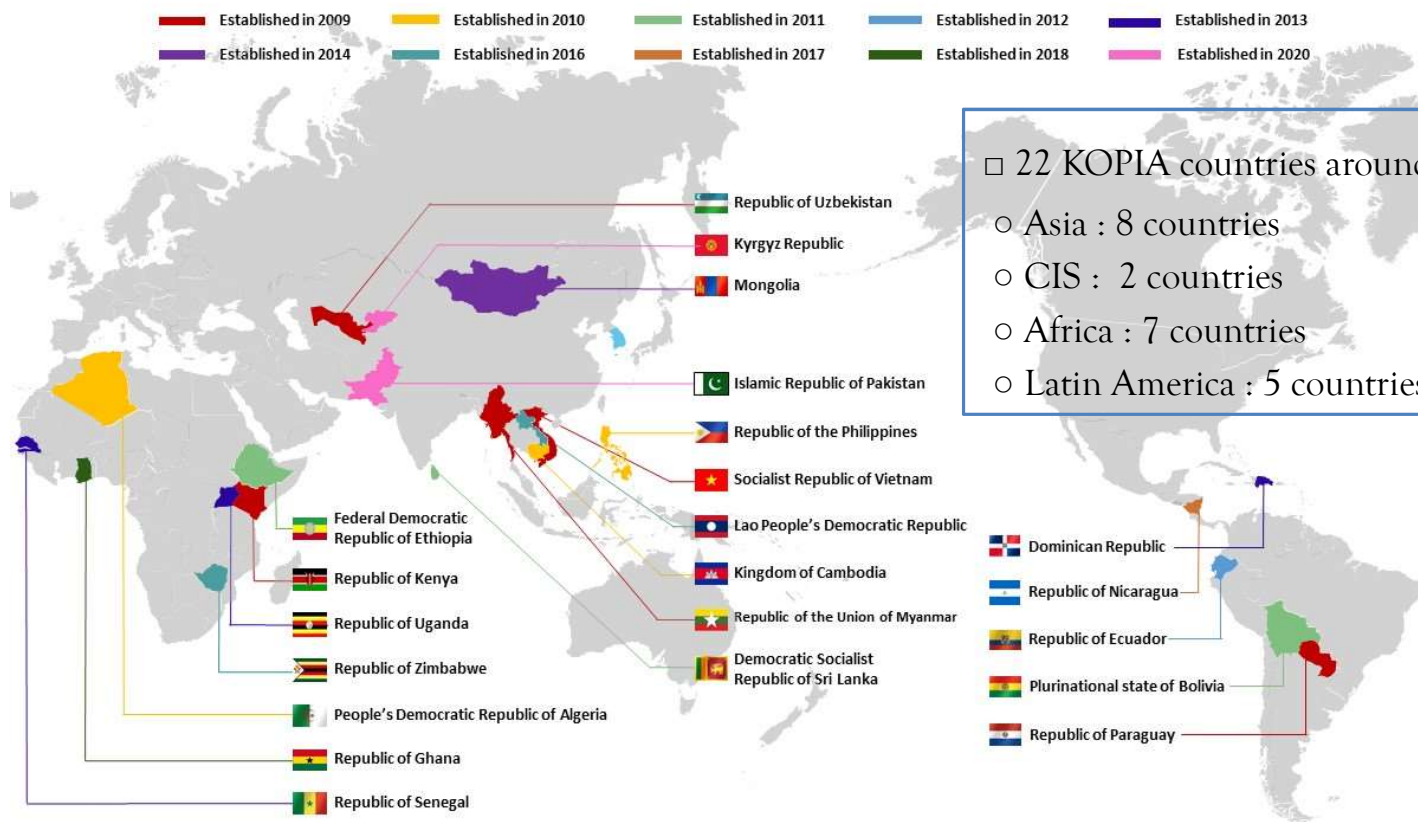 Established in 2009
Established in 2010
Established in 2011
Established in 2012
Established in 2013
Established in 2014
Established in 2016
Established in 2017
Established in 2018
Established in 2020
□ 22 KOPIA countries around
○ Asia : 8 countries
○ CIS : 2 countries
○ Africa : 7 countries
○ Latin America : 5 countries
Republic of Uzbekistan
Kyrgyz Republic
Mongolia
Islamic Republic of Pakistan
Republic of the Philippines
Socialist Republic of Vietnam
Lao People's Democratic Republic
Kingdom of Cambodia
Republic of the Union of Myanmar
Democratic Socialist
Republic of Sri Lanka
Federal Democratic
Republic of Ethiopia
Republic of Kenya
Republic of Uganda
Republic of Zimbabwe
People's Democratic Republic of Algeria
Republic of Ghana
Republic of Senegal
Dominican Republic
Republic of Nicaragua
Republic of Ecuador
Plurinational state of Bolivia
Republic of Paraguay